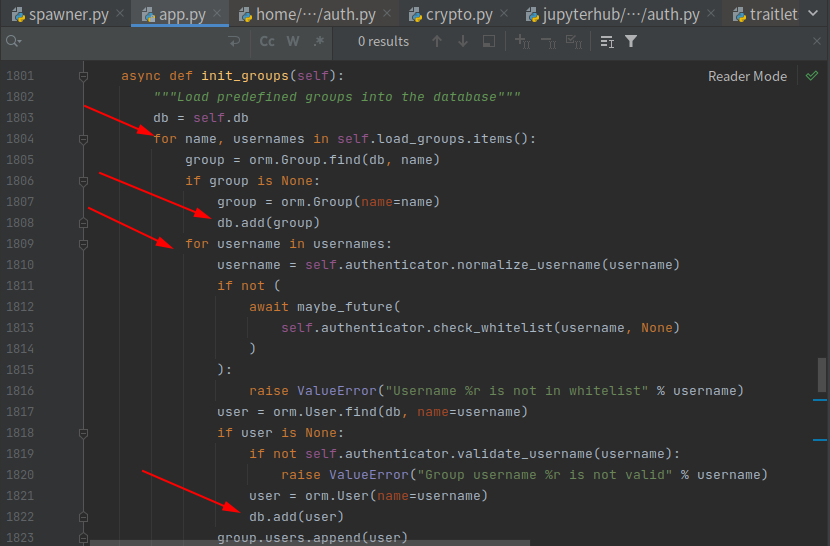 spawner.py app.py home/…/auth.py crypto.py jupyterhub/…/auth.py traitlet
Cc W .* 0 results
Reader Mode
1801 async def init_groups(self):
1802 """Load predefined groups into the database"""
1803 db = self.db
1804 for name, usernames in self.load_groups.items():
1805 group = orm.Group.find(db, name)
1806 if group is None:
1807 group = orm.Group(name=name)
1808 db.add(group)
1809 for username in usernames:
1810 username = self.authenticator.normalize_username(username)
1811 if not (
1812 await maybe_future(
1813 self.authenticator.check_whitelist(username, None)
1814 )
1815 ):
1816 raise ValueError("Username %r is not in whitelist" % username)
1817 user = orm.User.find(db, name=username)
1818 if user is None:
1819 if not self.authenticator.validate_username(username):
1820 raise ValueError("Group username %r is not valid" % username)
1821 user = orm.User(name=username)
1822 db.add(user)
1823 group.users.append(user)